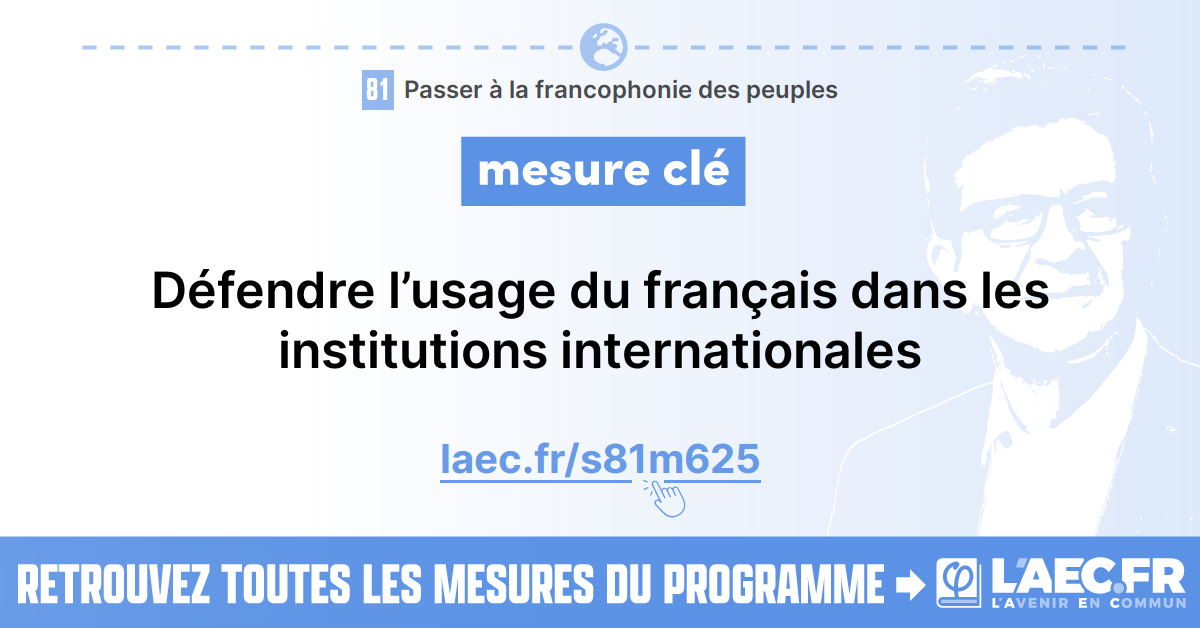 81 Passer à la francophonie des peuples
mesure clé
Défendre l’usage du français dans les
institutions internationales
laec.fr/s81m625
RETROUVEZ TOUTES LES MESURES DU PROGRAMME
L'AEC.FR
L'AVENIR EN COMMUN